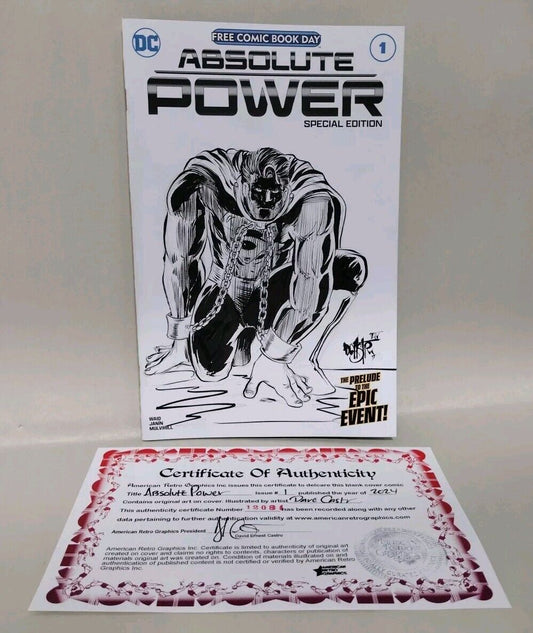 DC
FREE COMIC BOOK DAY
1
ABSOLUTE
POWER
SPECIAL EDITION
THE PRELUDE
TO THE
EPIC
EVENT!
WAID
JANIN
MULVIHILL
Certificate Of Authenticity
American Retro Graphics Inc issues this certificate to delcare this blank cover comic
Title Absolute Power Issue #. 1 published the year of 2024
Contains original art on cover. Illustrated by artist Dave Castr
This authenticity certificate Number 12084 has been recorded along with any other
data pertaining to further authentication validity at www.americanretrographics.com
American Retro Graphics President
David Ernest Castro
American Retro Graphics Inc. Certificate is limited to authenticity of original art
created on cover and claims no rights to contents, characters or publication of
materials original art was created on. Condition of materials illustrated on and
authentication of published content is not certified or verified by American Retro
Graphics Inc.
AMERICAN
RETRO
GRAPHICS